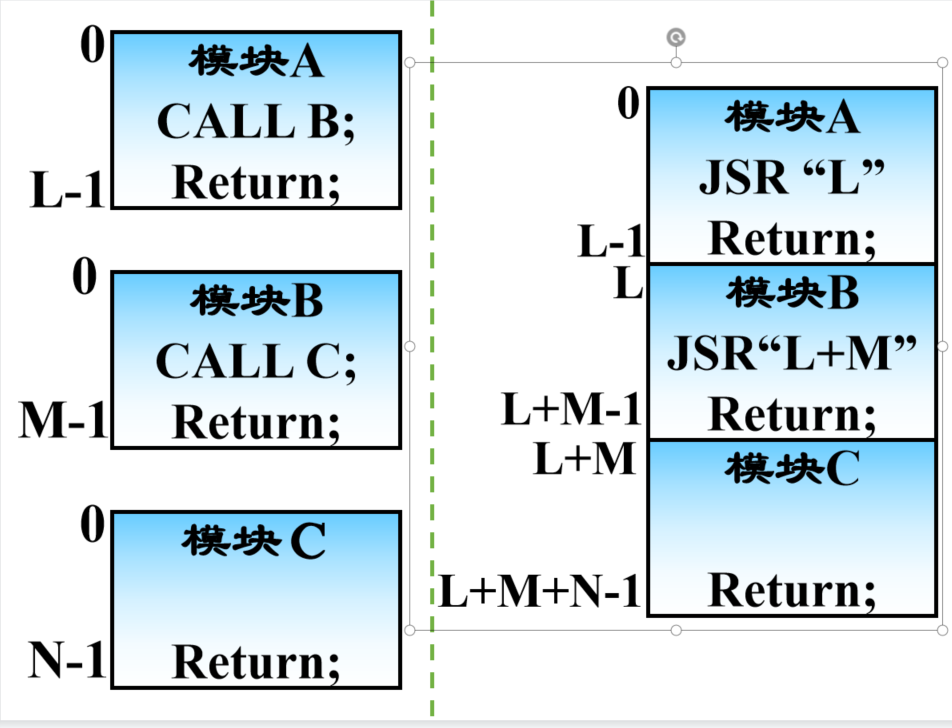 0
模块A
CALL B;
L-1
Return;
0
模块B
CALL C;
M-1
Return;
0
模块 C
N-1
Return;
0
模块A
JSR “L”
L-1
Return;
L
模块B
JSR“L+M”
L+M-1
Return;
L+M
模块C
L+M+N-1
Return;